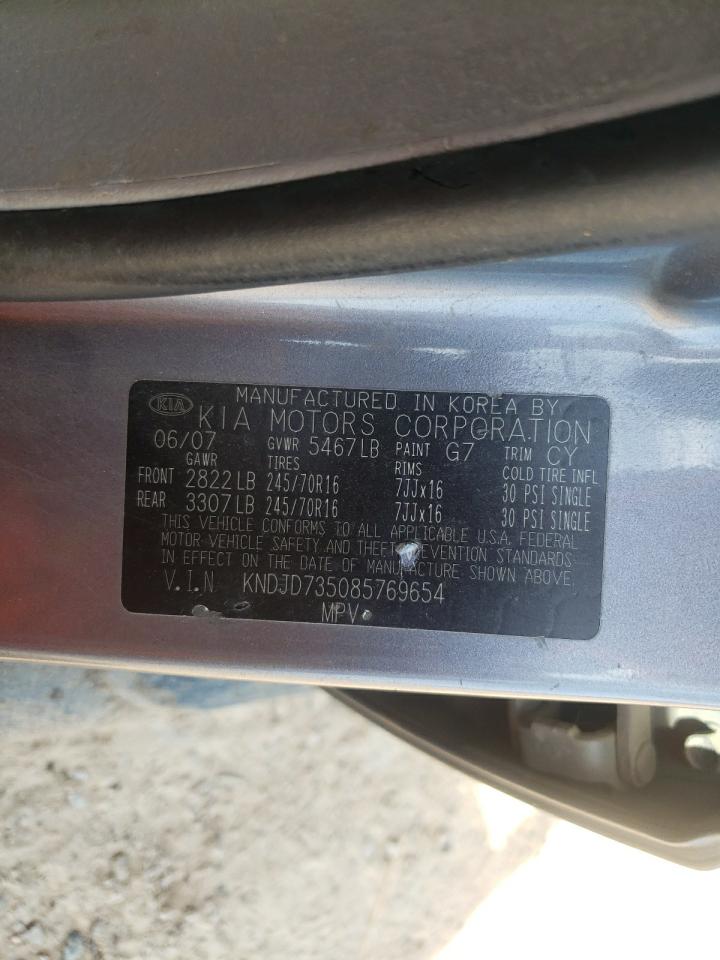 KIA
MANUFACTURED IN KOREA BY
KIA MOTORS CORPORATION
06/07 GVWR 5467LB PAINT G7 TRIM CY
GAWR TIRES RIMS COLD TIRE INFL
FRONT 2822LB 245/70R16 7JJx16 30 PSI SINGLE
REAR 3307LB 245/70R16 7JJx16 30 PSI SINGLE
THIS VEHICLE CONFORMS TO ALL APPLICABLE U.S.A. FEDERAL
MOTOR VEHICLE SAFETY AND THEFT PREVENTION STANDARDS
IN EFFECT ON THE DATE OF MANUFACTURE SHOWN ABOVE.
V.I.N KNDJD735085769654
MPV